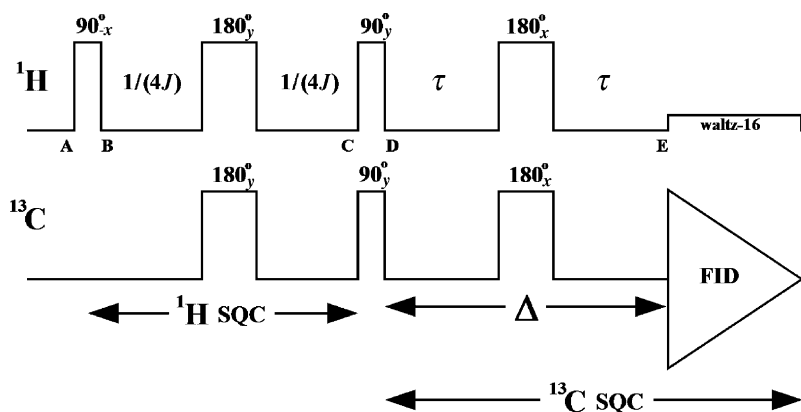 90°-x 180°y 90°y 180°x
¹H 1/(4J) 1/(4J) τ τ
waltz-16
A B C D E
180°y 90°y 180°x
¹³C
FID
¹H SQC Δ
¹³C SQC